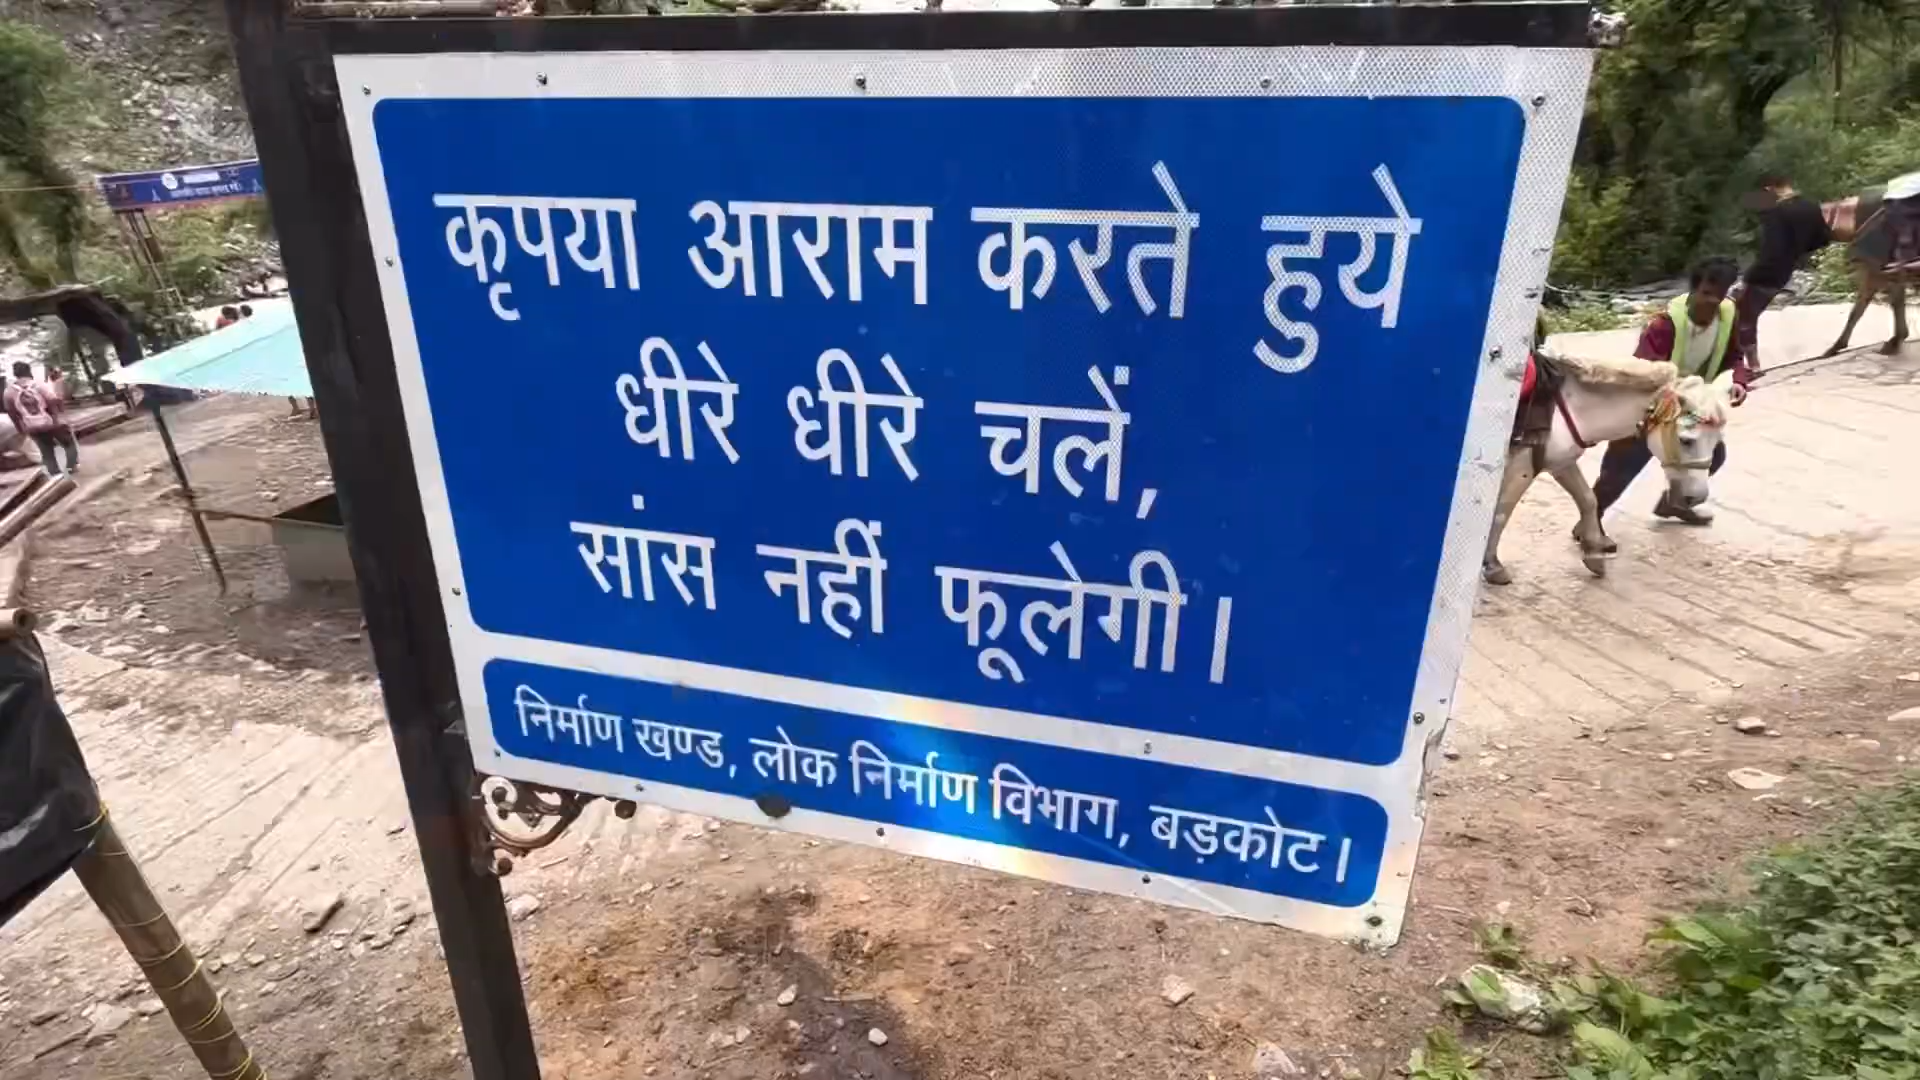 कृपया आराम करते हुये
धीरे धीरे चलें,
सांस नहीं फूलेगी।
निर्माण खण्ड, लोक निर्माण विभाग, बड़कोट।